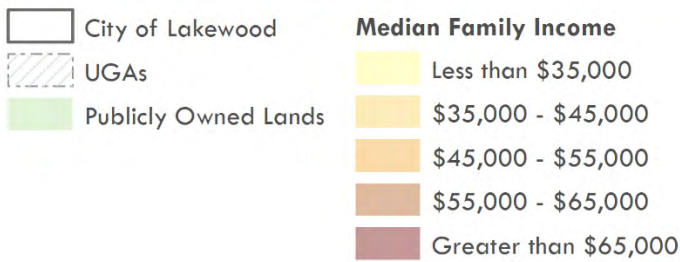 City of Lakewood
UGAs
Publicly Owned Lands
Median Family Income
Less than $35,000
$35,000 - $45,000
$45,000 - $55,000
$55,000 - $65,000
Greater than $65,000